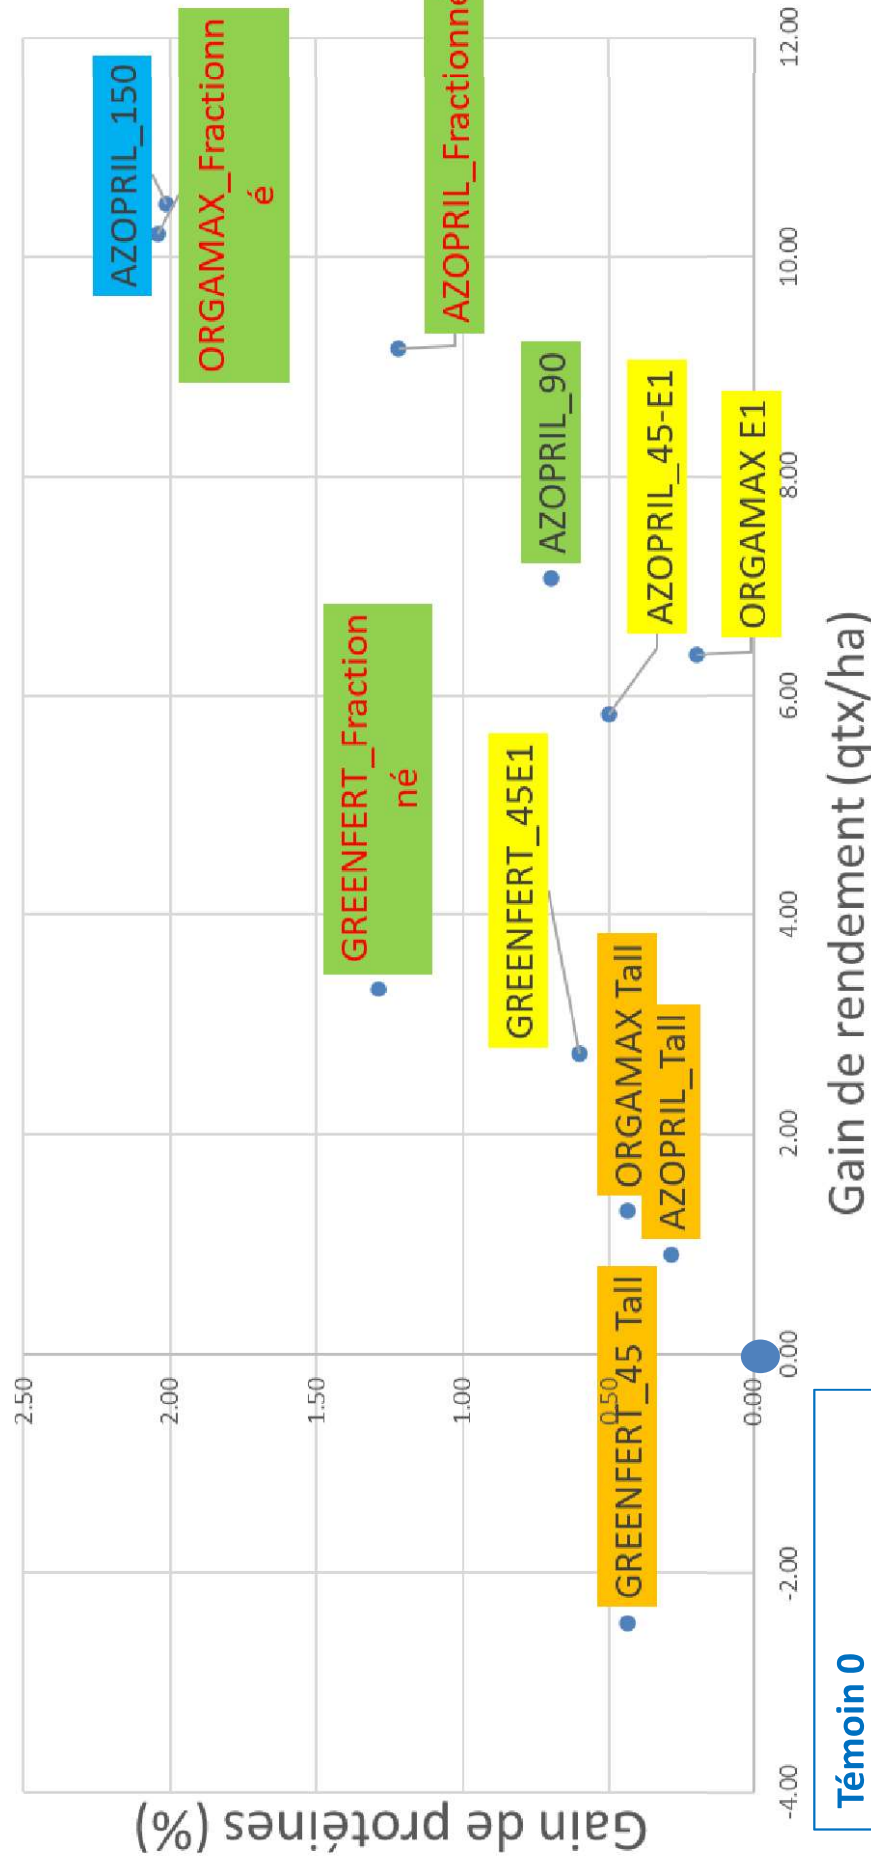 Gain de protéines (%)
2.50
2.00
1.50
1.00
0.50
0.00
AZOPRIL_150
ORGAMAX_Fractionn
é
AZOPRIL_Fractionné
GREENFERT_Fraction
né
AZOPRIL_90
GREENFERT_45E1
AZOPRIL_45-E1
ORGAMAX E1
ORGAMAX Tall
AZOPRIL_Tall
GREENFERT_45 Tall
-4.00
-2.00
0.00
2.00
4.00
6.00
8.00
10.00
12.00
Gain de rendement (qtx/ha)
Témoin 0